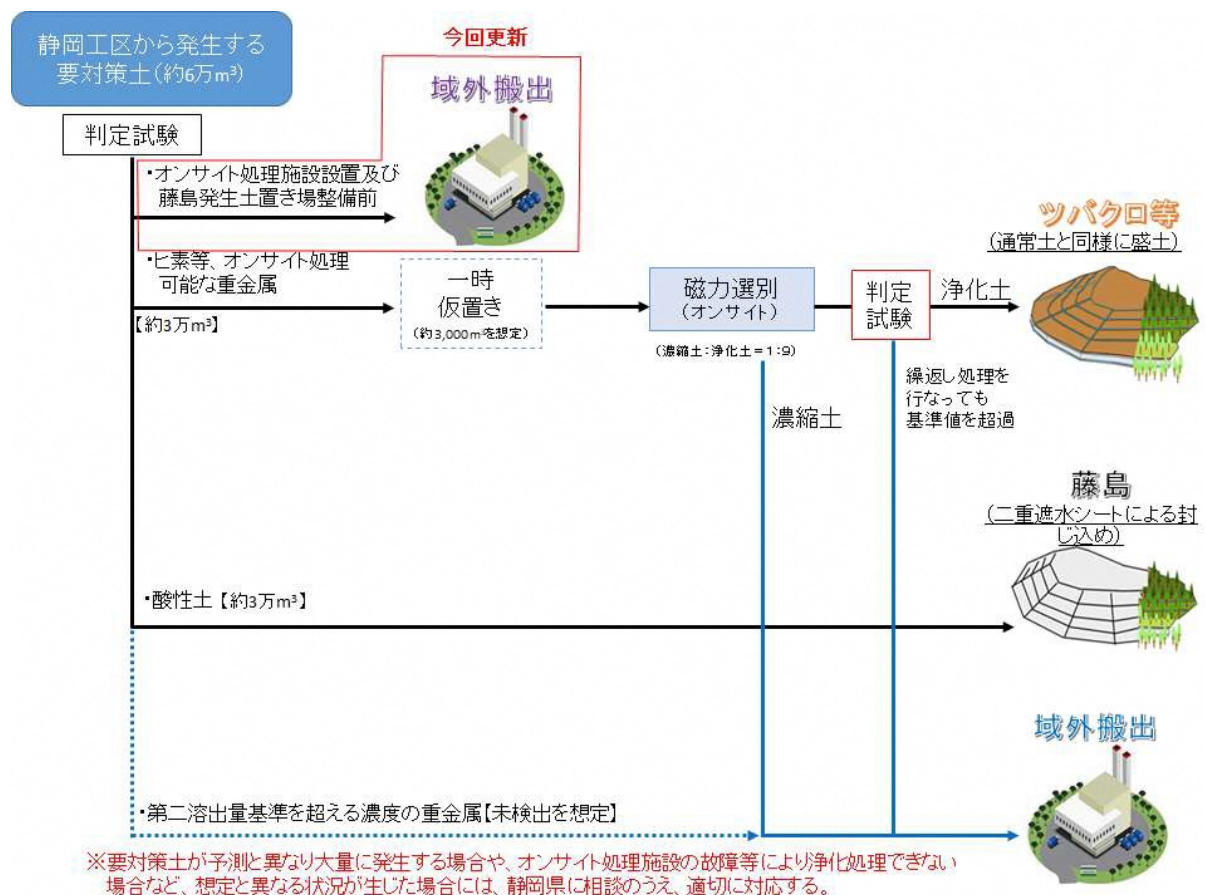 静岡工区から発生する
要対策土(約6万m³)
今回更新
域外搬出
判定試験
・オンサイト処理施設設置及び
藤島発生土置き場整備前
・ヒ素等、オンサイト処理
可能な重金属
【約3万m³】
一時
仮置き
(約3,000㎥を想定)
磁力選別
(オンサイト)
(濃縮土:浄化土=1:9)
判定
試験
浄化土
ツバクロ等
(通常土と同様に盛土)
濃縮土
繰返し処理を
行なっても
基準値を超過
藤島
(二重遮水シートによる封
じ込め)
・酸性土【約3万m³】
域外搬出
・第二溶出量基準を超える濃度の重金属【未検出を想定】
※要対策土が予測と異なり大量に発生する場合や、オンサイト処理施設の故障等により浄化処理できない
場合など、想定と異なる状況が生じた場合には、静岡県に相談のうえ、適切に対応する。